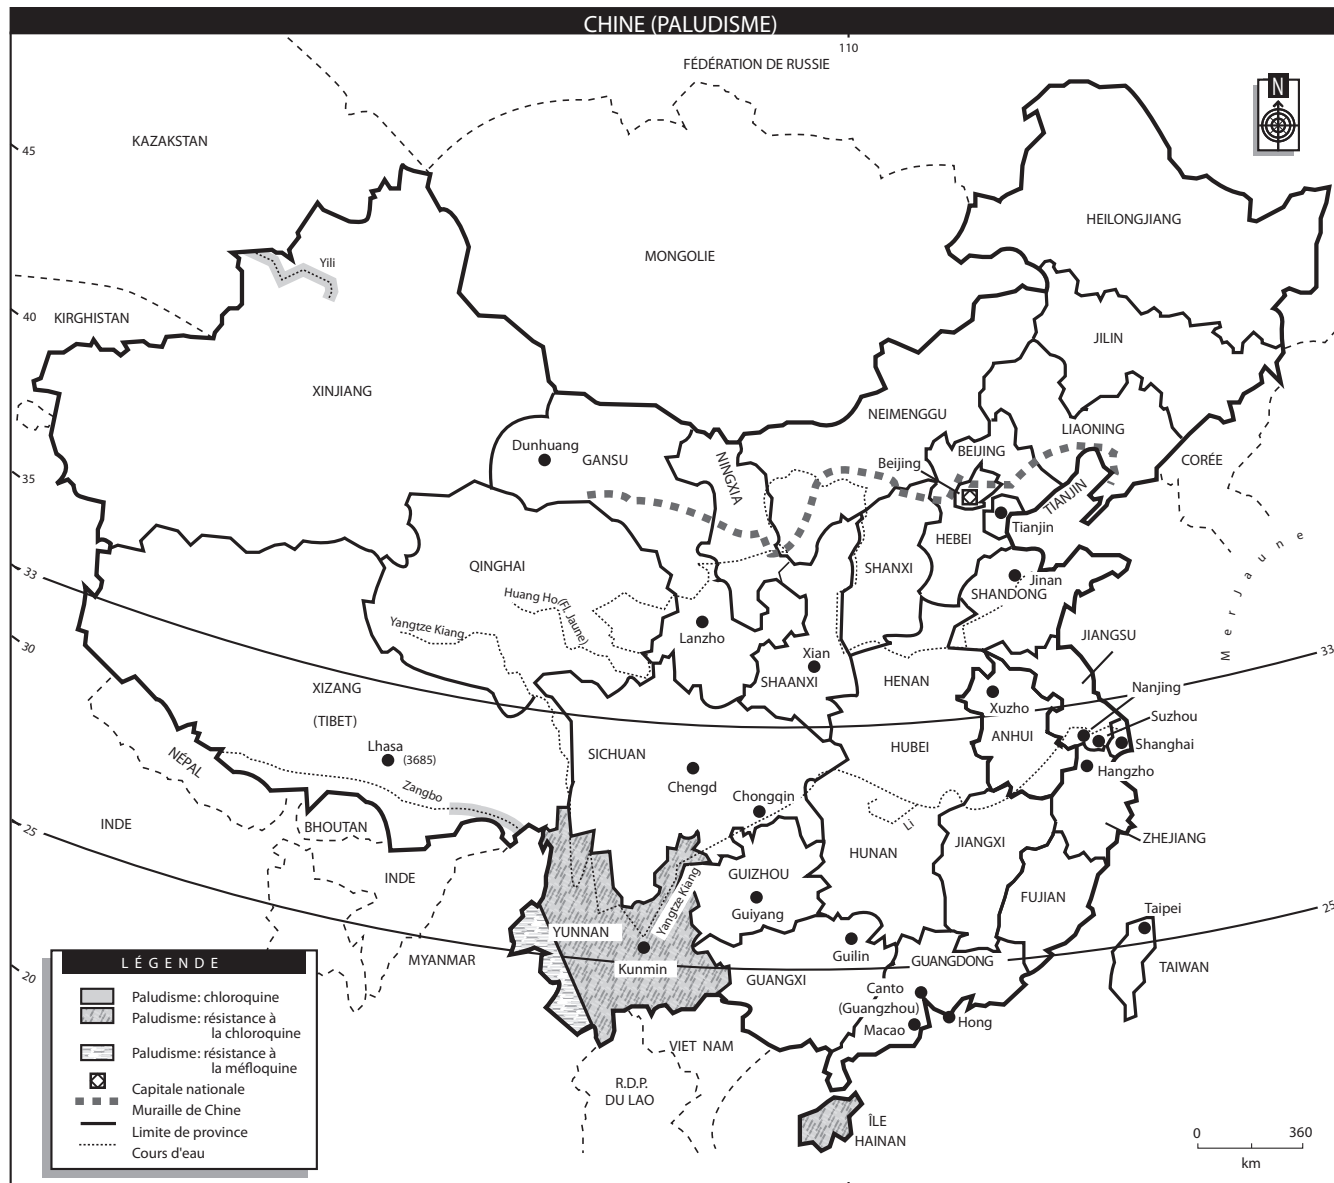 CHINE (PALUDISME)
110
FÉDÉRATION DE RUSSIE
N
KAZAKSTAN
45
HEILONGJIANG
MONGOLIE
Yili
40
KIRGHISTAN
JILIN
XINJIANG
NEIMENGGU
LIAONING
Dunhuang
GANSU
NINGXIA
BEIJING
Beijing
CORÉE
35
TIANJIN
Tianjin
HEBEI
Mer Jaune
QINGHAI
SHANXI
33
Huang Ho
(Fl. Jaune)
Jinan
SHANDONG
Yangtze Kiang
Lanzho
JIANGSU
30
Xian
33
SHAANXI
HENAN
XIZANG
(TIBET)
Nanjing
Xuzho
Suzhou
ANHUI
Lhasa
(3685)
SICHUAN
HUBEI
Shanghai
NÉPAL
Hangzho
Chengd
Zangbo
Chongqin
INDE
BHOUTAN
Li
25
JIANGXI
ZHEJIANG
HUNAN
INDE
GUIZHOU
FUJIAN
Yangtze Kiang
Guiyang
25
Taipei
YUNNAN
Guilin
MYANMAR
Kunmin
GUANGXI
GUANGDONG
TAIWAN
20
Canto
(Guangzhou)
Hong
Macao
VIET NAM
R.D.P.
DU LAO
ÎLE
HAINAN
LÉGENDE
Paludisme: chloroquine
Paludisme: résistance à
la chloroquine
Paludisme: résistance à
la méfloquine
Capitale nationale
Muraille de Chine
Limite de province
Cours d'eau
0 360
km